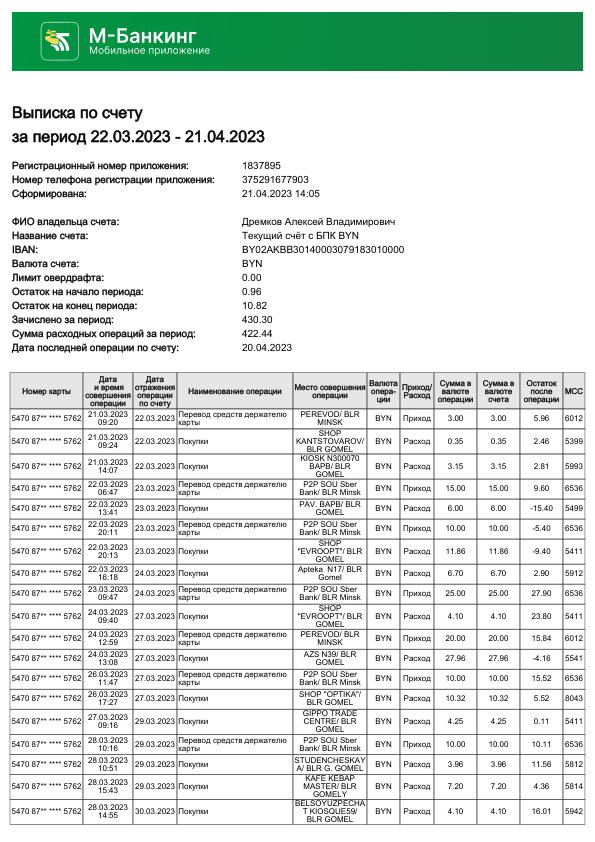 М-Банкинг
Мобильное приложение
Выписка по счету
за период 22.03.2023 - 21.04.2023
Регистрационный номер приложения: 1837895
Номер телефона регистрации приложения: 375291677903
Сформирована: 21.04.2023 14:05
ФИО владельца счета: Дремков Алексей Владимирович
Название счета: Текущий счёт с БПК BYN
IBAN: BY02AKBB30140003079183010000
Валюта счета: BYN
Лимит овердрафта: 0.00
Остаток на начало периода: 0.96
Остаток на конец периода: 10.82
Зачислено за период: 430.30
Сумма расходных операций за период: 422.44
Дата последней операции по счету: 20.04.2023
Номер карты Дата и время совершения операции Дата отражения операции по счету Наименование операции Место совершения операции Валюта опера-ции Приход/Расход Сумма в валюте операции Сумма в валюте счета Остаток после операции MCC
5470 87** **** 5762 21.03.2023 09:20 22.03.2023 Перевод средств держателю карты PEREVOD/ BLR MINSK BYN Приход 3.00 3.00 5.96 6012
5470 87** **** 5762 21.03.2023 09:24 22.03.2023 Покупки SHOP KANTSTOVAROV/ BLR GOMEL BYN Расход 0.35 0.35 2.46 5399
5470 87** **** 5762 21.03.2023 14:07 22.03.2023 Покупки KIOSK N300070 BAPB/ BLR GOMEL BYN Расход 3.15 3.15 2.81 5993
5470 87** **** 5762 22.03.2023 06:47 23.03.2023 Перевод средств держателю карты P2P SOU Sber Bank/ BLR Minsk BYN Приход 15.00 15.00 9.60 6536
5470 87** **** 5762 22.03.2023 13:41 23.03.2023 Покупки PAV. BAPB/ BLR GOMEL BYN Расход 6.00 6.00 -15.40 5499
5470 87** **** 5762 22.03.2023 20:11 23.03.2023 Перевод средств держателю карты P2P SOU Sber Bank/ BLR Minsk BYN Приход 10.00 10.00 -5.40 6536
5470 87** **** 5762 22.03.2023 20:13 23.03.2023 Покупки SHOP "EVROOPT"/ BLR GOMEL BYN Расход 11.86 11.86 -9.40 5411
5470 87** **** 5762 22.03.2023 16:18 24.03.2023 Покупки Apteka N17/ BLR Gomel BYN Расход 6.70 6.70 2.90 5912
5470 87** **** 5762 23.03.2023 09:47 24.03.2023 Перевод средств держателю карты P2P SOU Sber Bank/ BLR Minsk BYN Приход 25.00 25.00 27.90 6536
5470 87** **** 5762 24.03.2023 09:40 27.03.2023 Покупки SHOP "EVROOPT"/ BLR GOMEL BYN Расход 4.10 4.10 23.80 5411
5470 87** **** 5762 24.03.2023 12:59 27.03.2023 Перевод средств держателю карты PEREVOD/ BLR MINSK BYN Приход 20.00 20.00 15.84 6012
5470 87** **** 5762 24.03.2023 13:08 27.03.2023 Покупки AZS N39/ BLR GOMEL BYN Расход 27.96 27.96 -4.16 5541
5470 87** **** 5762 26.03.2023 11:47 27.03.2023 Перевод средств держателю карты P2P SOU Sber Bank/ BLR Minsk BYN Приход 10.00 10.00 15.52 6536
5470 87** **** 5762 26.03.2023 17:27 27.03.2023 Покупки SHOP "OPTIKA"/ BLR GOMEL BYN Расход 10.32 10.32 5.52 8043
5470 87** **** 5762 27.03.2023 09:16 29.03.2023 Покупки GIPPO TRADE CENTRE/ BLR GOMEL BYN Расход 4.25 4.25 0.11 5411
5470 87** **** 5762 28.03.2023 10:16 29.03.2023 Перевод средств держателю карты P2P SOU Sber Bank/ BLR Minsk BYN Приход 10.00 10.00 10.11 6536
5470 87** **** 5762 28.03.2023 10:51 29.03.2023 Покупки STUDENCHESKAYA/ BLR G. GOMEL BYN Расход 3.96 3.96 11.56 5812
5470 87** **** 5762 28.03.2023 15:43 29.03.2023 Покупки KAFE KEBAP MASTER/ BLR GOMELY BYN Расход 7.20 7.20 4.36 5814
5470 87** **** 5762 28.03.2023 14:55 30.03.2023 Покупки BELSOYUZPECHAT KIOSQUE59/ BLR GOMEL BYN Расход 4.10 4.10 16.01 5942